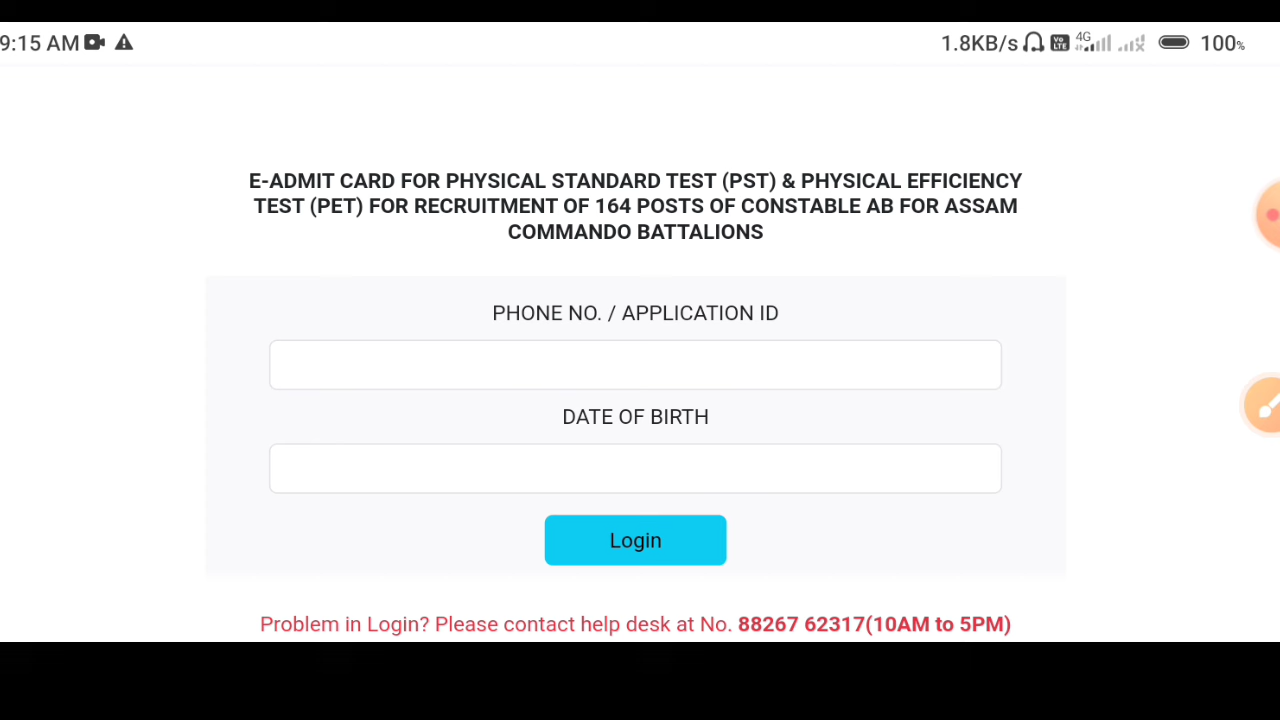 9:15 AM 1.8KB/s Vo LTE 4G 100%
E-ADMIT CARD FOR PHYSICAL STANDARD TEST (PST) & PHYSICAL EFFICIENCY
TEST (PET) FOR RECRUITMENT OF 164 POSTS OF CONSTABLE AB FOR ASSAM
COMMANDO BATTALIONS
PHONE NO. / APPLICATION ID
DATE OF BIRTH
Login
Problem in Login? Please contact help desk at No. 88267 62317(10AM to 5PM)